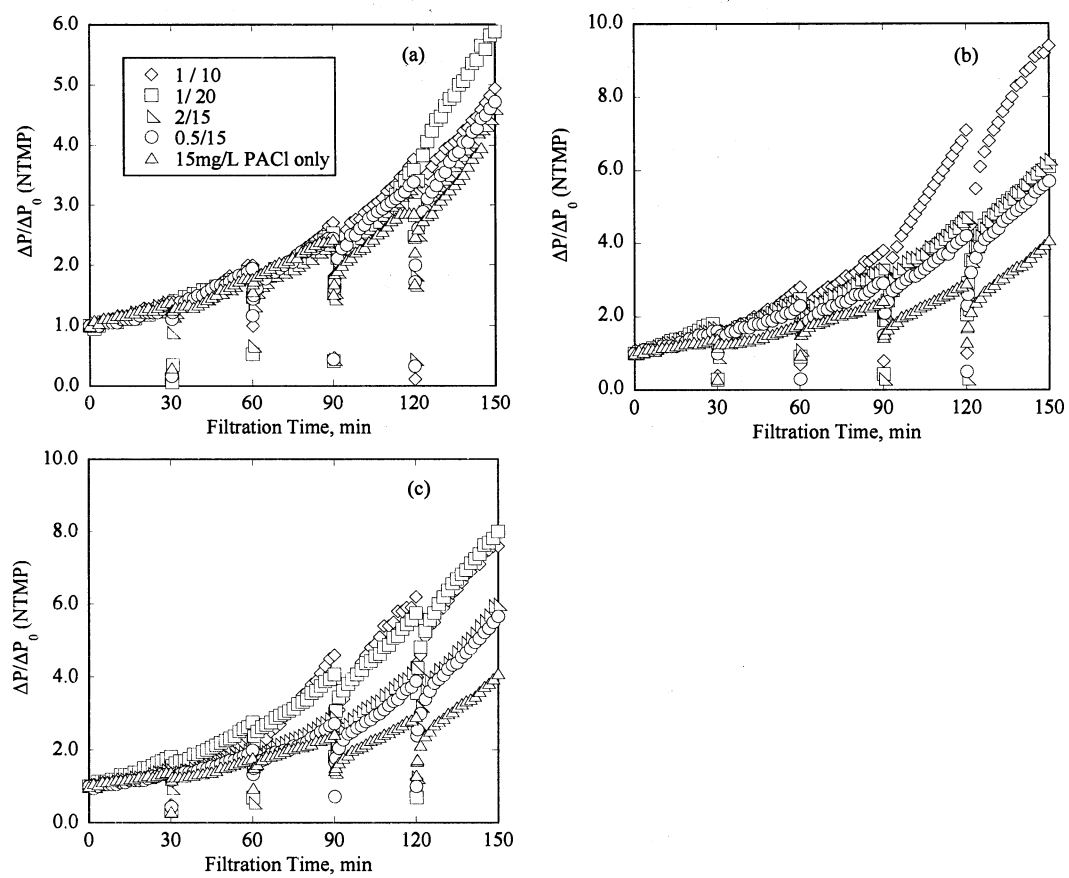 (a)
6.0
5.0
4.0
3.0
2.0
1.0
0.0
ΔP/ΔP₀ (NTMP)
1 / 10
1/ 20
2/15
0.5/15
15mg/L PACl only
0 30 60 90 120 150
Filtration Time, min
(b)
10.0
8.0
6.0
4.0
2.0
0.0
ΔP/ΔP₀ (NTMP)
0 30 60 90 120 150
Filtration Time, min
(c)
10.0
8.0
6.0
4.0
2.0
0.0
ΔP/ΔP₀ (NTMP)
0 30 60 90 120 150
Filtration Time, min